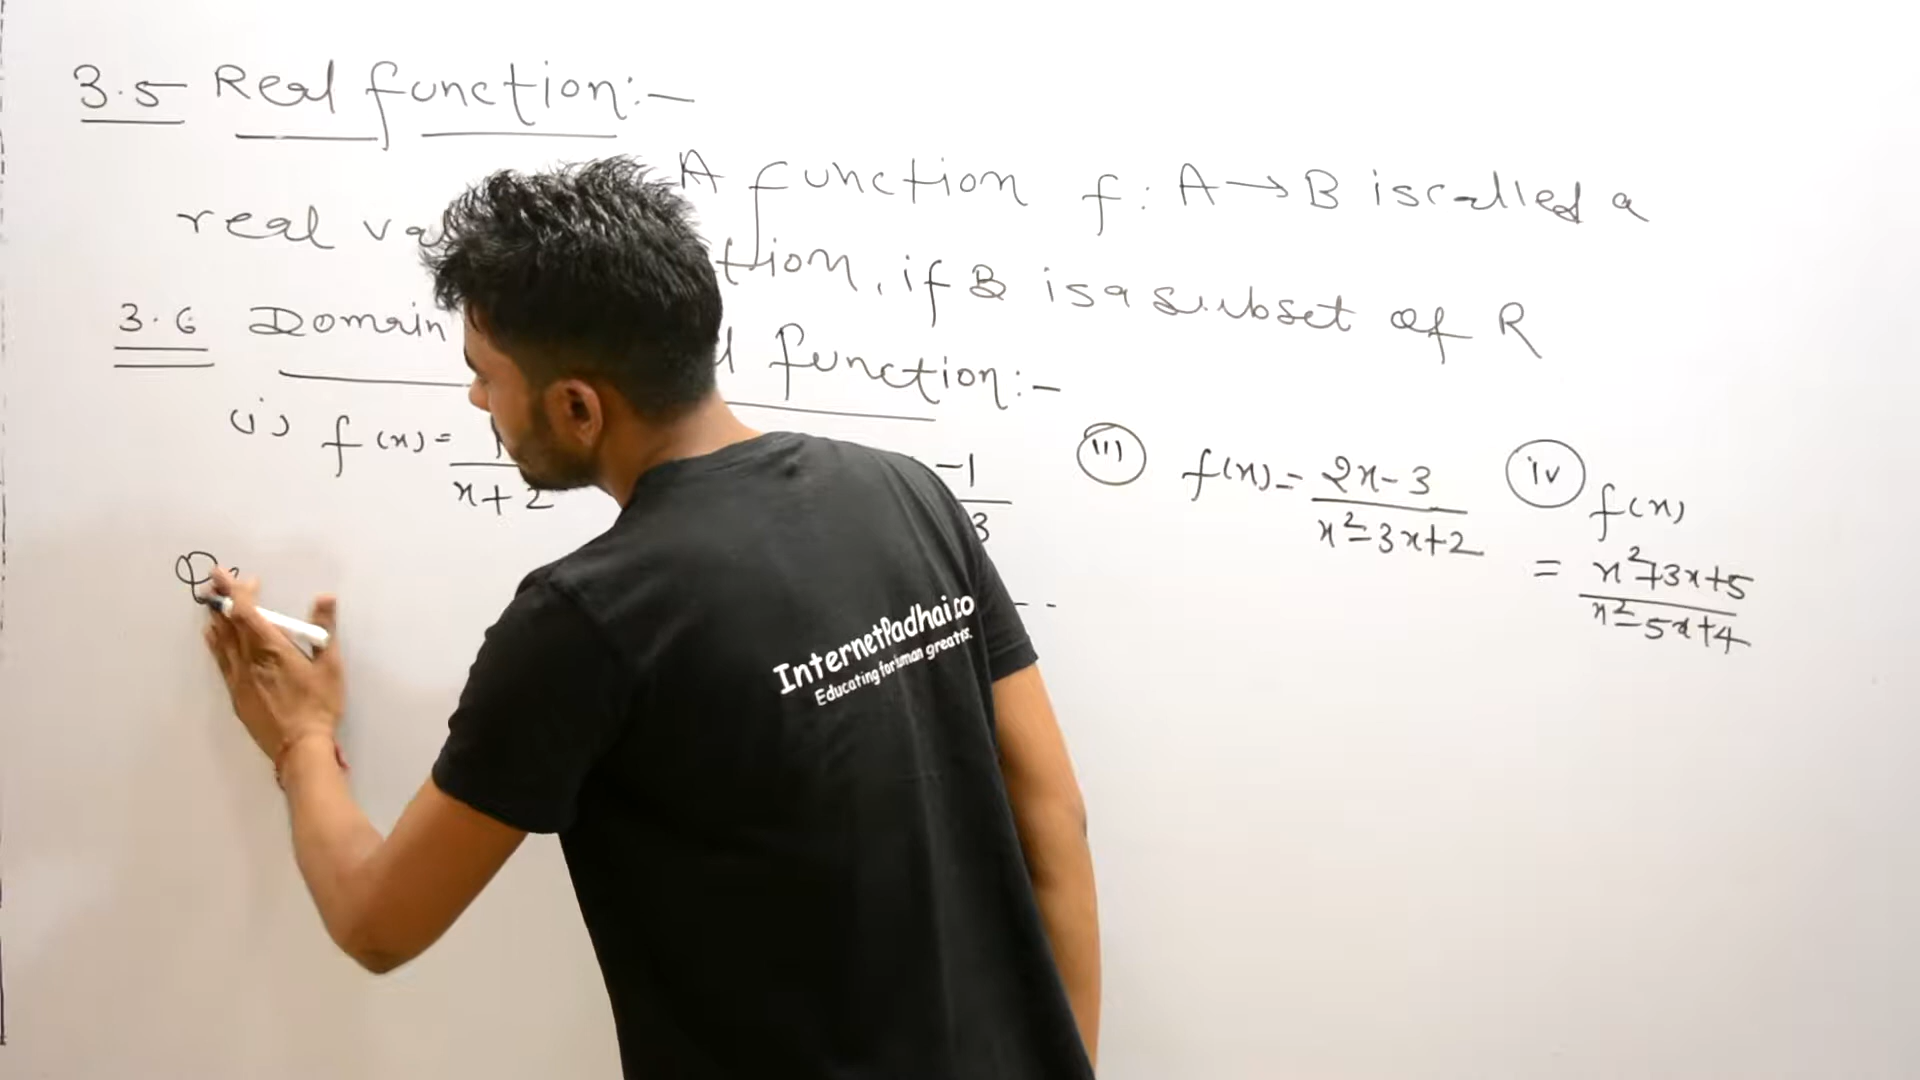 3.5 Real function:-
A function f: A→B is called a
real tion, if B is a subset of R
3.6 Domain function:-
(i) f(x) = 1/x+2
-1/3
(iii) f(x) = 2x-3/x²-3x+2
(iv) f(x)
= x²+3x+5/x²-5x+4
InternetPadhai.co
Educating for human greatness.